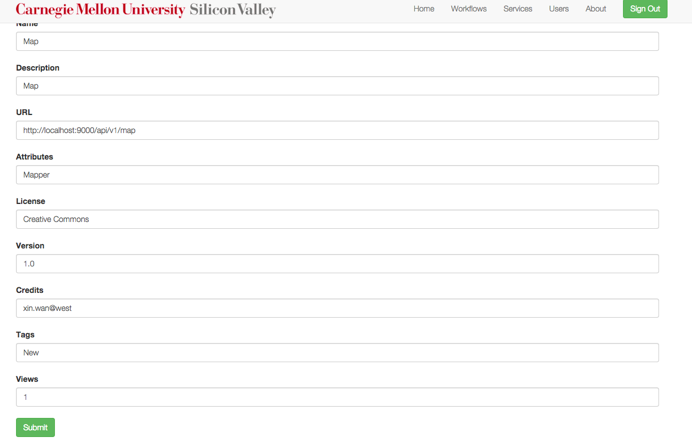 Carnegie Mellon University Silicon Valley
Home Workflows Services Users About Sign Out
Name
Map
Description
Map
URL
http://localhost:9000/api/v1/map
Attributes
Mapper
License
Creative Commons
Version
1.0
Credits
xin.wan@west
Tags
New
Views
1
Submit